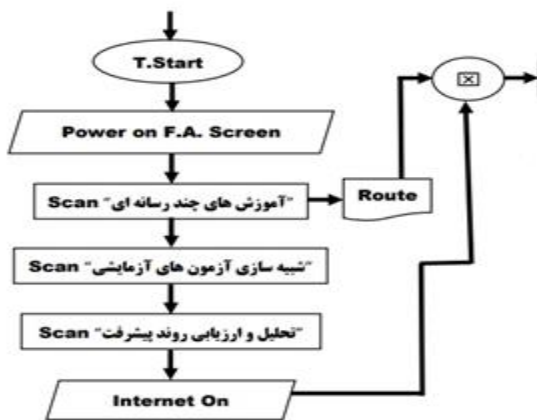 T.Start
Power on F.A. Screen
Scan "آموزش های چند رسانه ای"
Route
Scan "شبیه سازی آزمون های آزمایشی"
Scan "تحلیل و ارزیابی روند پیشرفت"
Internet On